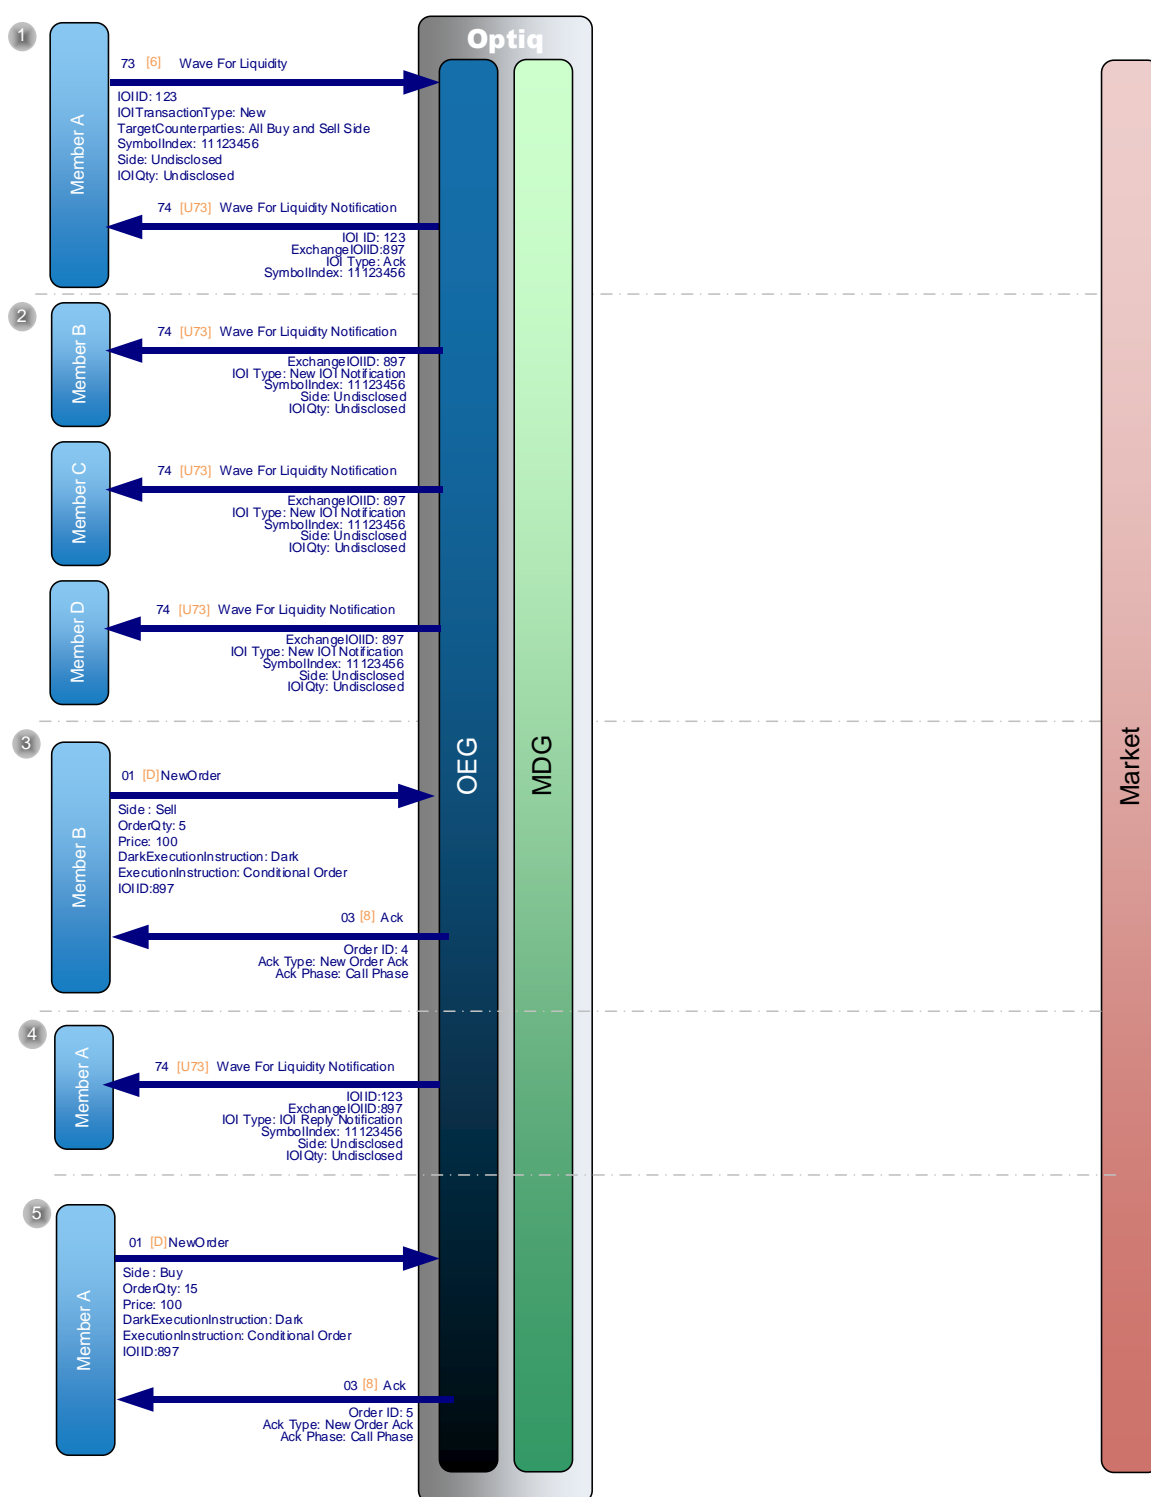 1
Optiq
73 [6] Wave For Liquidity
Member A
IOIID: 123
IOITransactionType: New
TargetCounterparties: All Buy and Sell Side
SymbolIndex: 11123456
Side: Undisclosed
IOIQty: Undisclosed
74 [U73] Wave For Liquidity Notification
IOI ID: 123
ExchangeIOIID:897
IOI Type: Ack
SymbolIndex: 11123456
2
Member B
74 [U73] Wave For Liquidity Notification
ExchangeIOIID: 897
IOI Type: New IOI Notification
SymbolIndex: 11123456
Side: Undisclosed
IOIQty: Undisclosed
Member C
74 [U73] Wave For Liquidity Notification
ExchangeIOIID: 897
IOI Type: New IOI Notification
SymbolIndex: 11123456
Side: Undisclosed
IOIQty: Undisclosed
Member D
74 [U73] Wave For Liquidity Notification
ExchangeIOIID: 897
IOI Type: New IOI Notification
SymbolIndex: 11123456
Side: Undisclosed
IOIQty: Undisclosed
OEG
MDG
Market
3
Member B
01 [D]NewOrder
Side : Sell
OrderQty: 5
Price: 100
DarkExecutionInstruction: Dark
ExecutionInstruction: Conditional Order
IOIID:897
03 [8] Ack
Order ID: 4
Ack Type: New Order Ack
Ack Phase: Call Phase
4
Member A
74 [U73] Wave For Liquidity Notification
IOIID:123
ExchangeIOIID:897
IOI Type: IOI Reply Notification
SymbolIndex: 11123456
Side: Undisclosed
IOIQty: Undisclosed
5
Member A
01 [D]NewOrder
Side : Buy
OrderQty: 15
Price: 100
DarkExecutionInstruction: Dark
ExecutionInstruction: Conditional Order
IOIID:897
03 [8] Ack
Order ID: 5
Ack Type: New Order Ack
Ack Phase: Call Phase